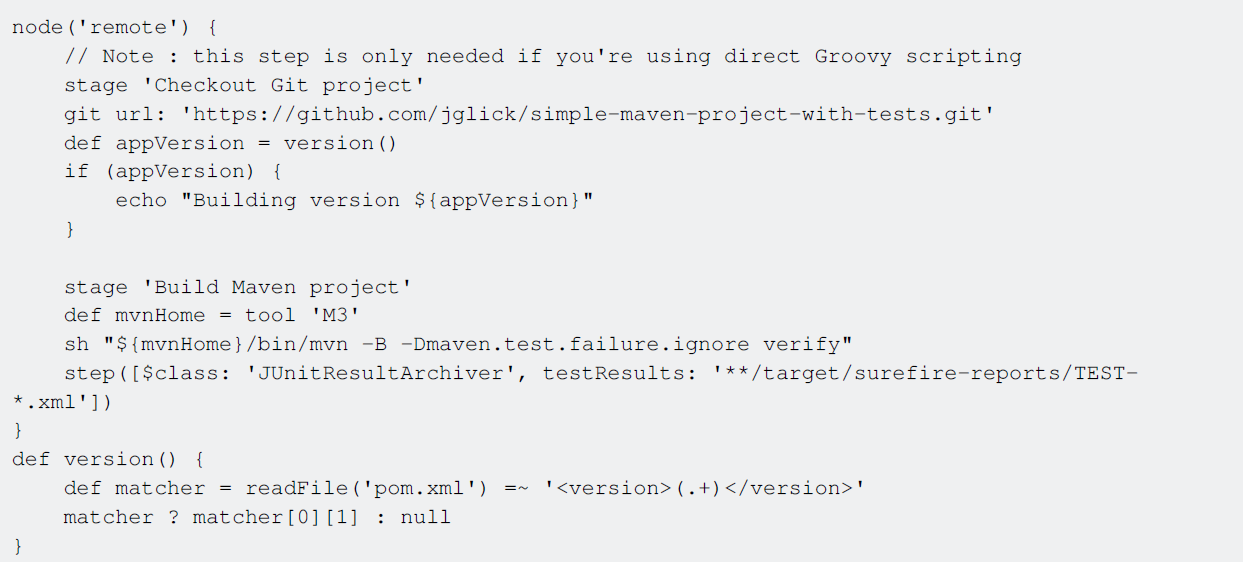 node('remote') {
    // Note : this step is only needed if you're using direct Groovy scripting
    stage 'Checkout Git project'
    git url: 'https://github.com/jglick/simple-maven-project-with-tests.git'
    def appVersion = version()
    if (appVersion) {
        echo "Building version ${appVersion}"
    }

    stage 'Build Maven project'
    def mvnHome = tool 'M3'
    sh "${mvnHome}/bin/mvn -B -Dmaven.test.failure.ignore verify"
    step([$class: 'JUnitResultArchiver', testResults: '**/target/surefire-reports/TEST-
*.xml'])
}
def version() {
    def matcher = readFile('pom.xml') =~ '<version>(.+)</version>'
    matcher ? matcher[0][1] : null
}